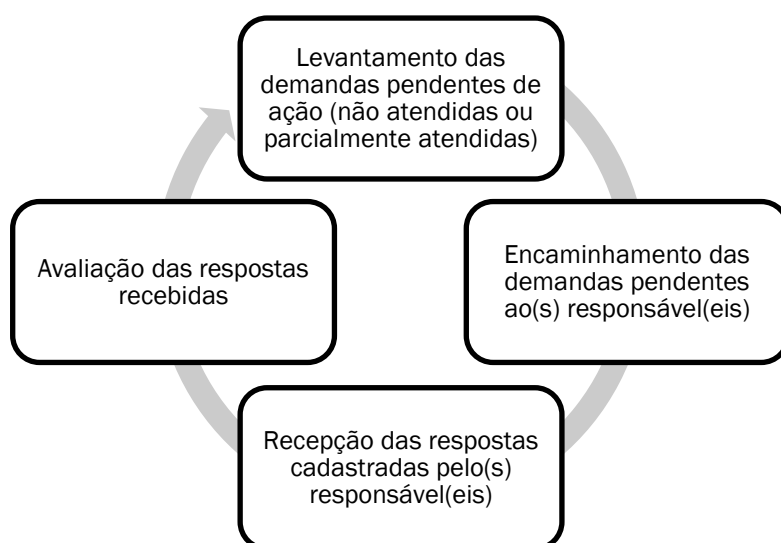 Levantamento das
demandas pendentes de
ação (não atendidas ou
parcialmente atendidas)
Encaminhamento das
demandas pendentes
ao(s) responsável(eis)
Recepção das respostas
cadastradas pelo(s)
responsável(eis)
Avaliação das respostas
recebidas